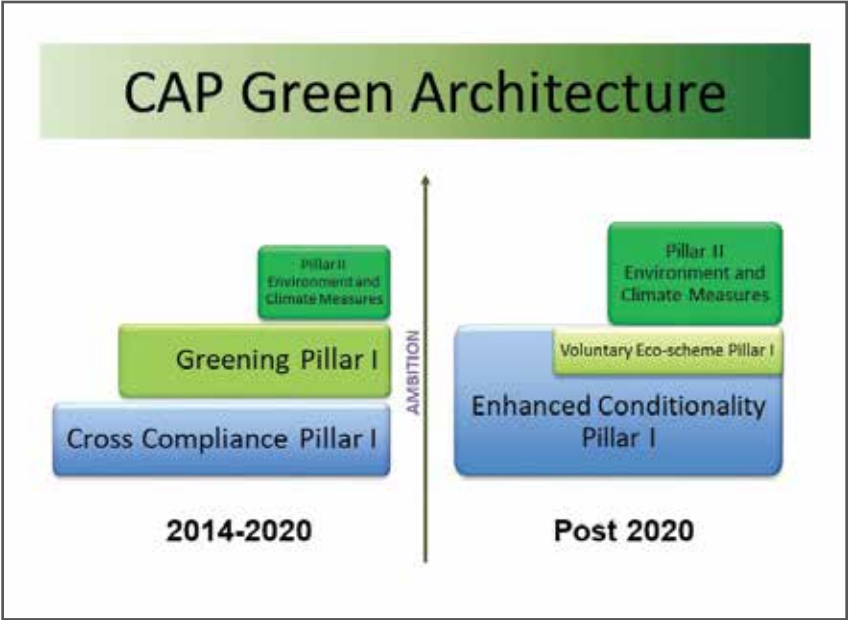 CAP Green Architecture
Pillar II
Environment and
Climate Measures
Greening Pillar I
Cross Compliance Pillar I
2014-2020
AMBITION
Pillar II
Environment and
Climate Measures
Voluntary Eco-scheme Pillar I
Enhanced Conditionality
Pillar I
Post 2020